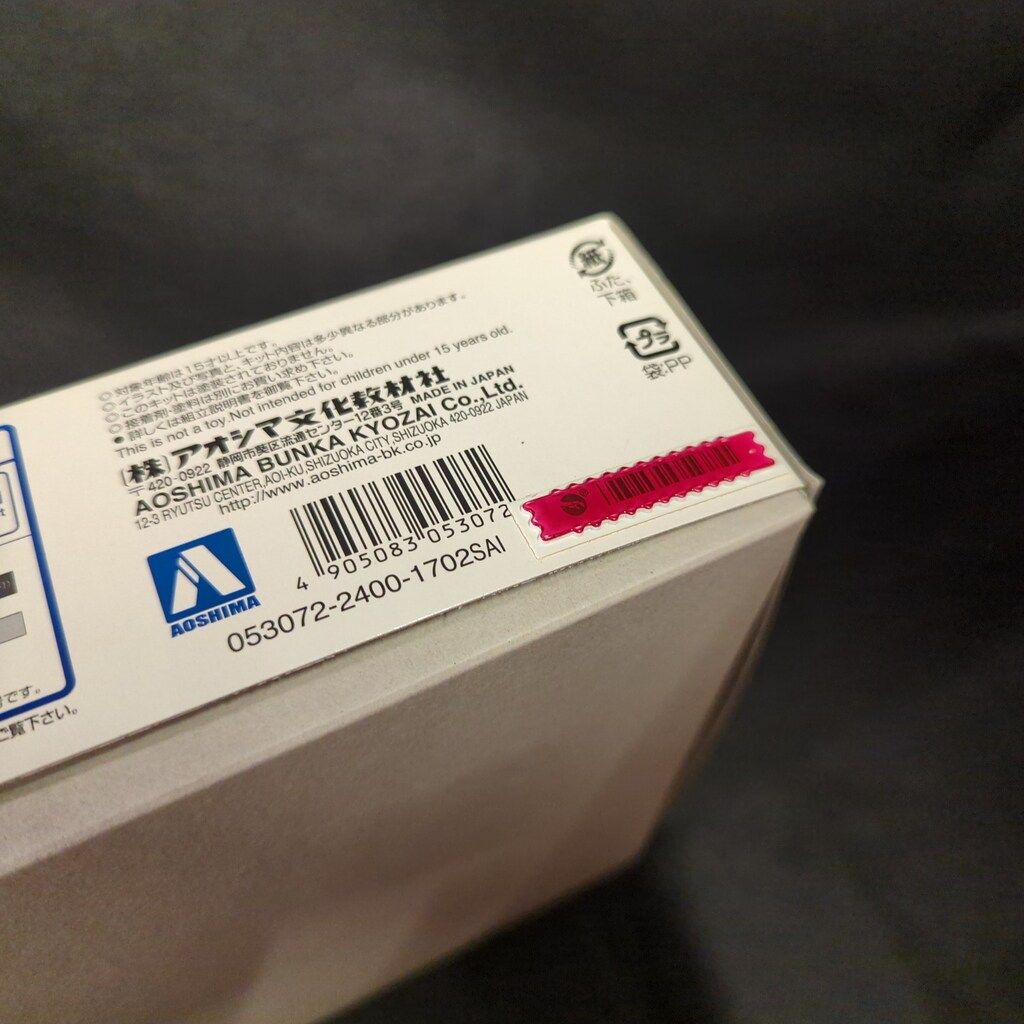 ◎対象年齢は15才以上です。
◎イラスト及び写真と、キット内容は多少異なる部分があります。
◎このキットは塗装されておりません。
◎接着剤・塗料は別にお買い求め下さい。
●詳しくは組立説明書を御覧下さい。
This is not a toy. Not intended for children under 15 years old.
(株)アオシマ文化教材社
〒420-0922 静岡市葵区流通センター12番3号 MADE IN JAPAN
AOSHIMA BUNKA KYOZAI Co.,Ltd.
12-3 RYUTSU CENTER,AOI-KU,SHIZUOKA CITY,SHIZUOKA 420-0922 JAPAN
http://www.aoshima-bk.co.jp
4 905083 053072
AOSHIMA
053072-2400-1702SAI
紙
ふた、
下箱
プラ
袋:PP
です。
ご覧下さい。